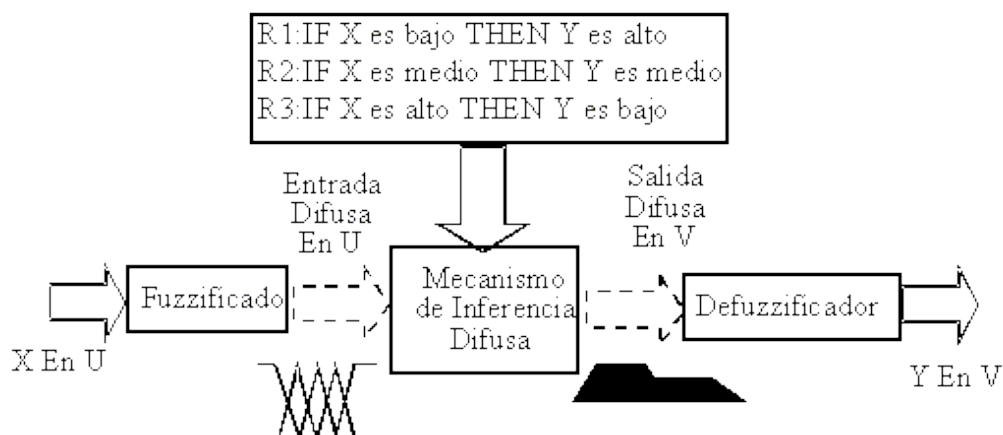 R1:IF X es bajo THEN Y es alto
R2:IF X es medio THEN Y es medio
R3:IF X es alto THEN Y es bajo
Entrada
Difusa
En U
Salida
Difusa
En V
X En U
Fuzzificado
Mecanismo
de Inferencia
Difusa
Defuzzificador
Y En V